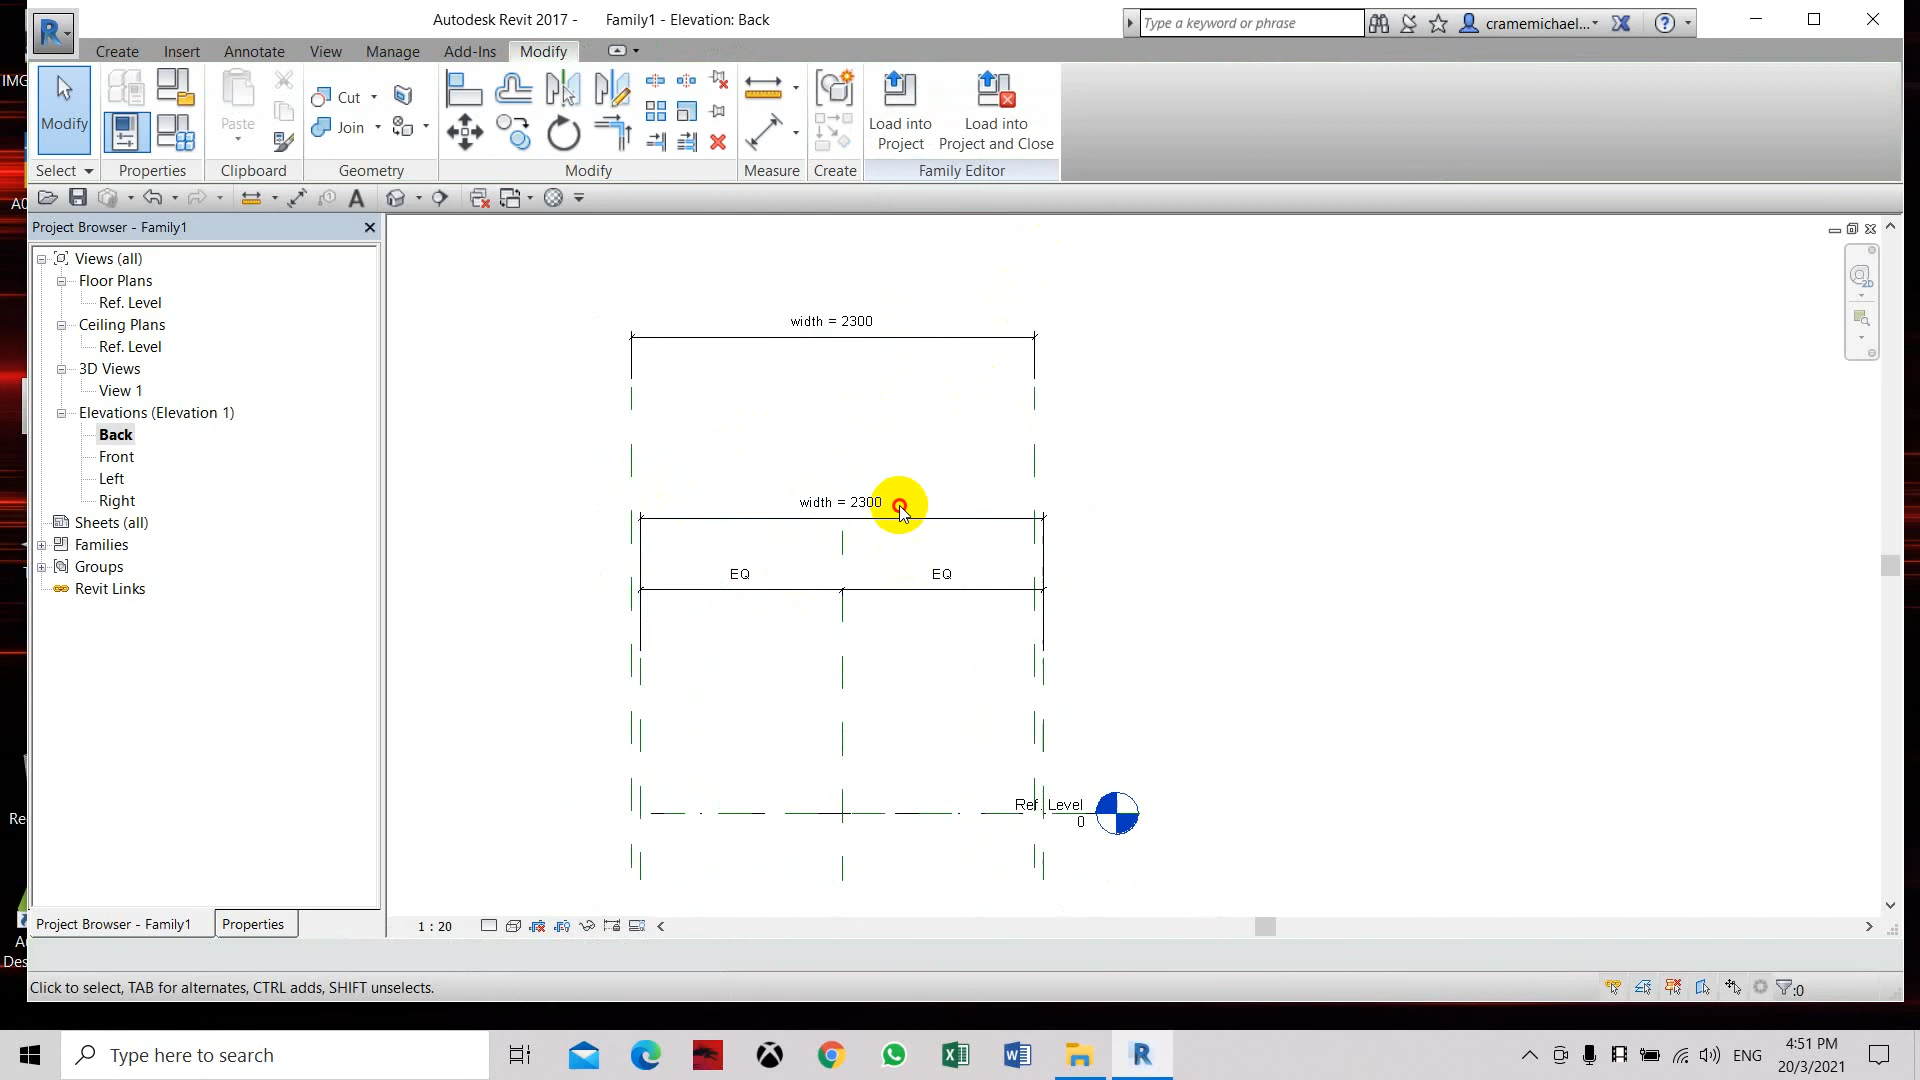 Autodesk Revit 2017 - Family1 - Elevation: Back
Type a keyword or phrase
cramemichael...
Create Insert Annotate View Manage Add-Ins Modify
IMG
Modify
Paste
Cut
Join
Load into Project
Load into Project and Close
Select Properties Clipboard Geometry Modify Measure Create Family Editor
A0
Project Browser - Family1
Views (all)
Floor Plans
Ref. Level
Ceiling Plans
Ref. Level
3D Views
View 1
Elevations (Elevation 1)
Back
Front
Left
Right
Sheets (all)
Families
Groups
Revit Links
width = 2300
width = 2300
EQ EQ
Ref. Level
0
2D
Re
Project Browser - Family1 Properties
1 : 20
Des
Click to select, TAB for alternates, CTRL adds, SHIFT unselects.
:0
Type here to search
ENG
4:51 PM
20/3/2021